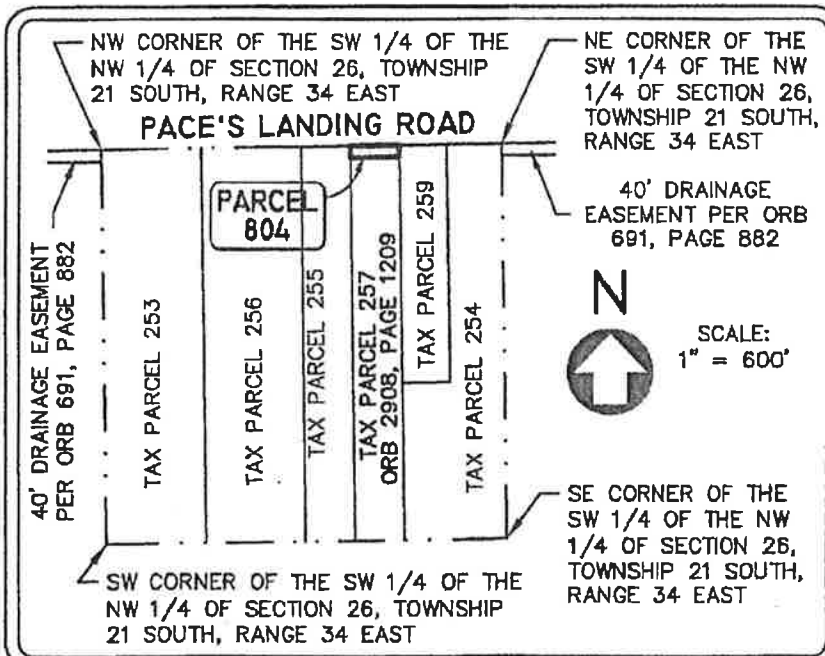 NW CORNER OF THE SW 1/4 OF THE
NW 1/4 OF SECTION 26, TOWNSHIP
21 SOUTH, RANGE 34 EAST
NE CORNER OF THE
SW 1/4 OF THE NW
1/4 OF SECTION 26,
TOWNSHIP 21 SOUTH,
RANGE 34 EAST
PACE'S LANDING ROAD
40' DRAINAGE
EASEMENT PER ORB
691, PAGE 882
PARCEL
804
40' DRAINAGE EASEMENT
PER ORB 691, PAGE 882
TAX PARCEL 253
TAX PARCEL 256
TAX PARCEL 255
TAX PARCEL 257
ORB 2908, PAGE 1209
TAX PARCEL 259
TAX PARCEL 254
N
SCALE:
1" = 600'
SW CORNER OF THE SW 1/4 OF THE
NW 1/4 OF SECTION 26, TOWNSHIP
21 SOUTH, RANGE 34 EAST
SE CORNER OF THE
SW 1/4 OF THE NW
1/4 OF SECTION 26,
TOWNSHIP 21 SOUTH,
RANGE 34 EAST